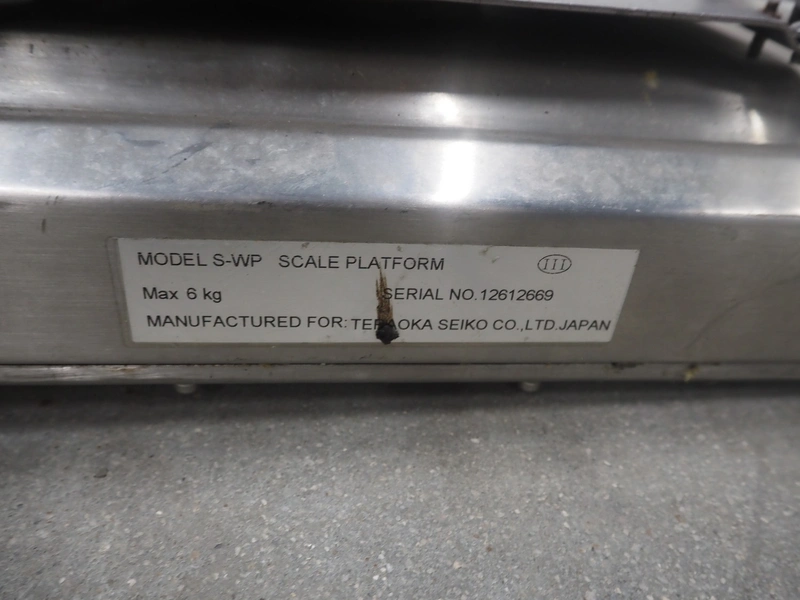 MODEL S-WP SCALE PLATFORM III
Max 6 kg SERIAL NO.12612669
MANUFACTURED FOR: TERAOKA SEIKO CO.,LTD.JAPAN